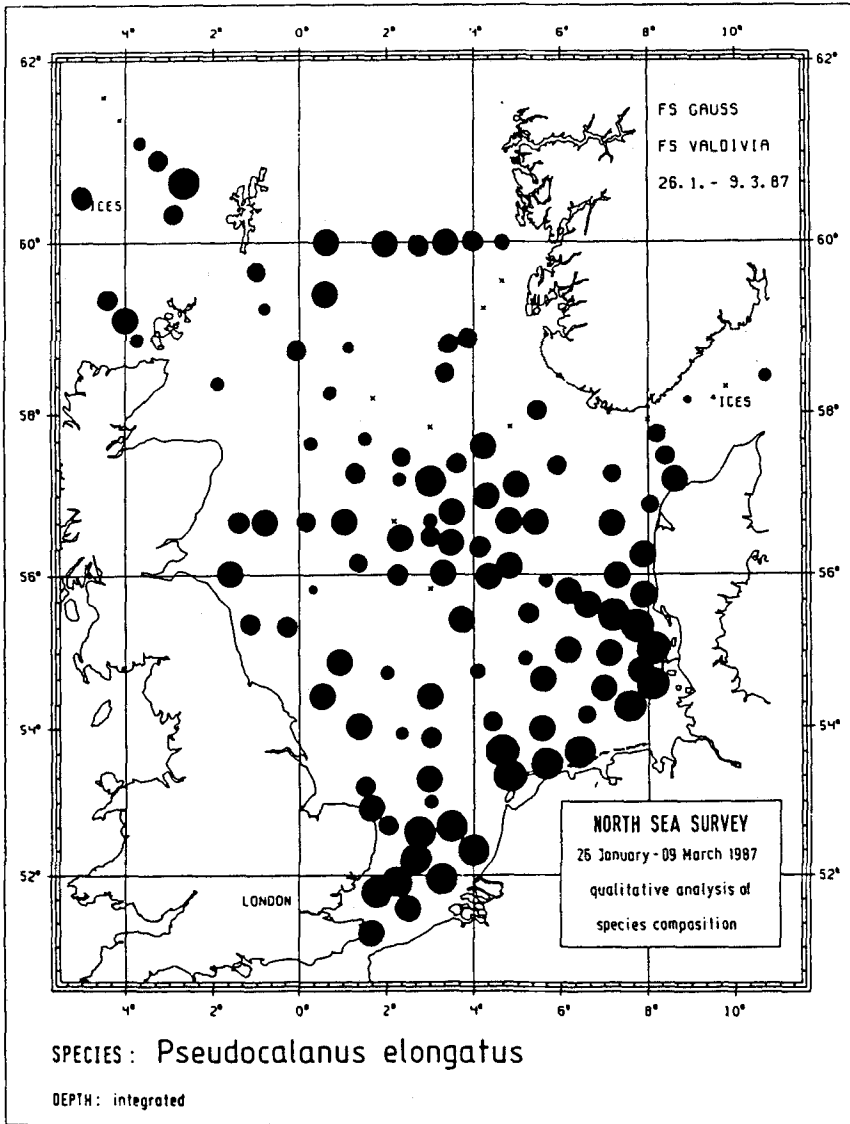 4° 2° 0° 2° 4° 6° 8° 10°
62° 62°
FS GAUSS
FS VALDIVIA
26.1.- 9.3.87
ICES
60° 60°
ICES
58° 58°
56° 56°
54° 54°
NORTH SEA SURVEY
26 January - 09 March 1987
qualitative analysis of
species composition
52° 52°
LONDON
4° 2° 0° 2° 4° 6° 8° 10°
SPECIES: Pseudocalanus elongatus
DEPTH: integrated